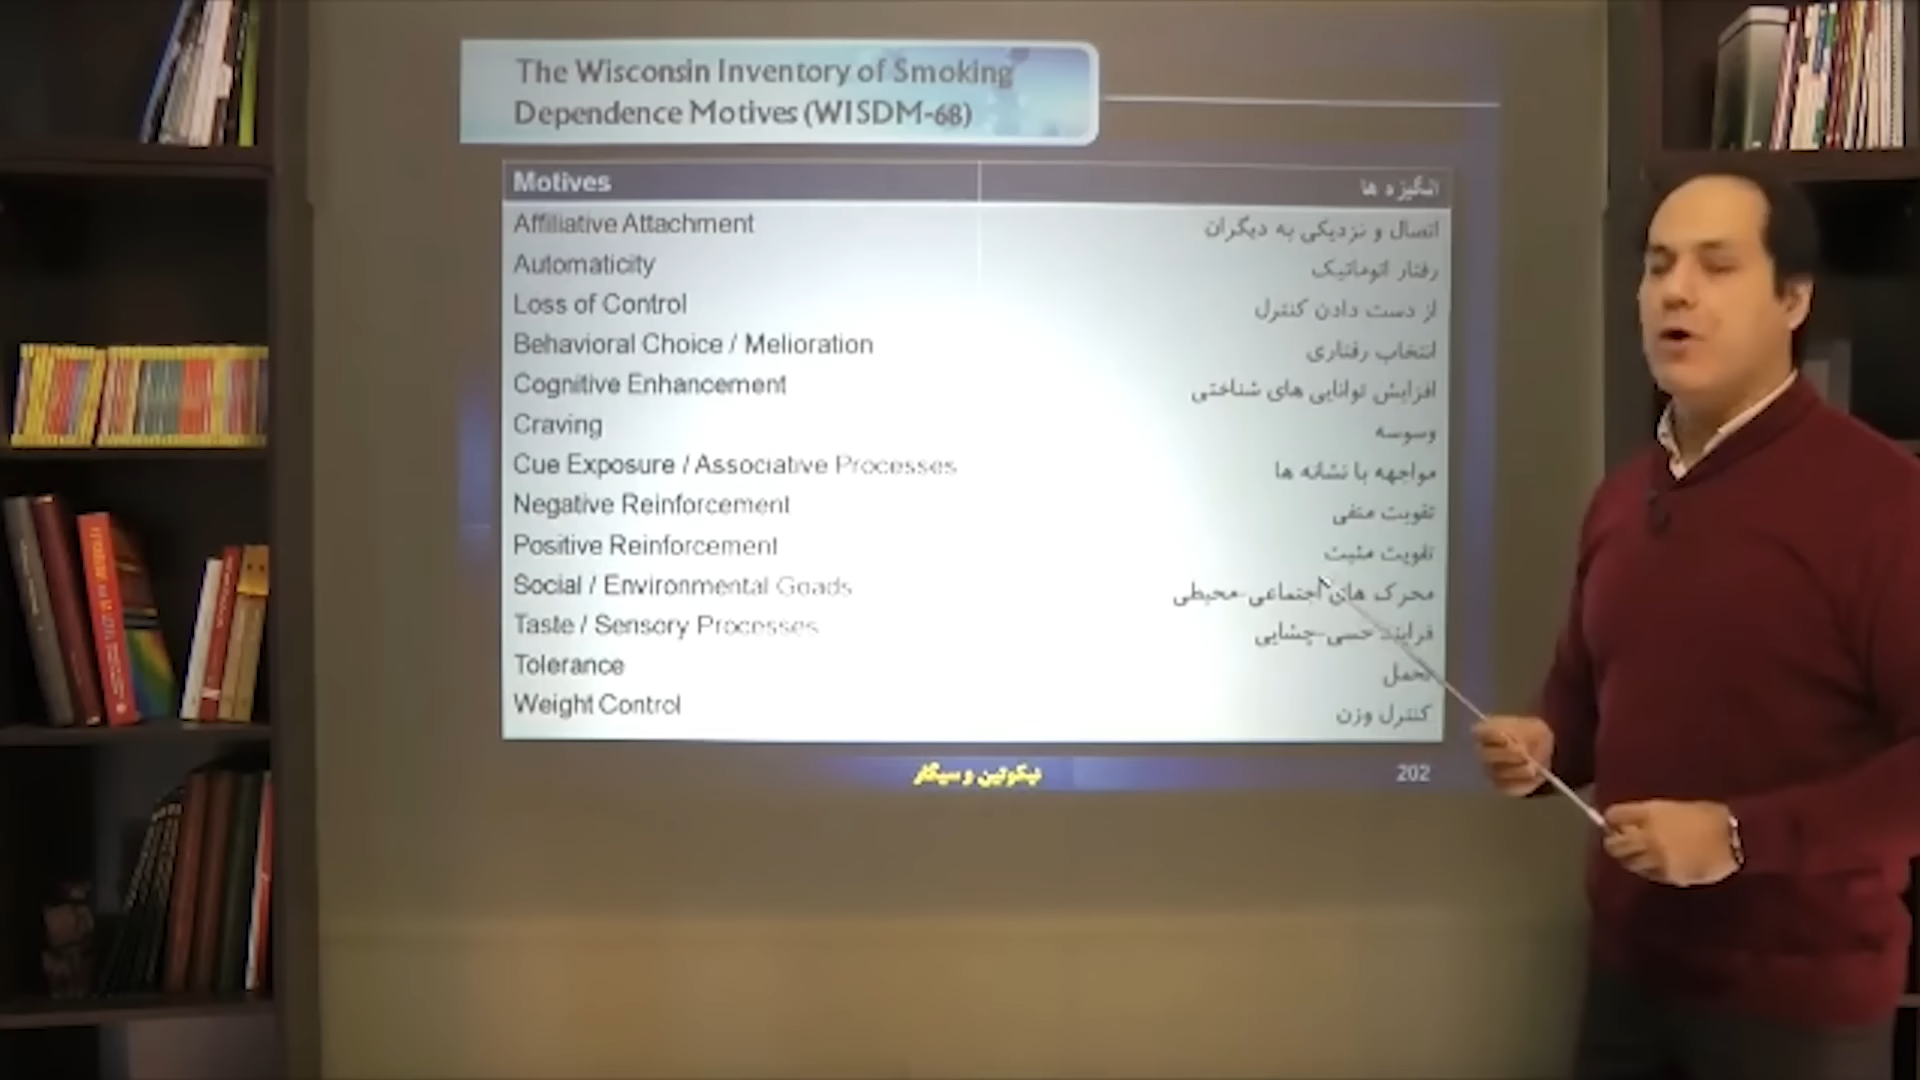 The Wisconsin Inventory of Smoking
Dependence Motives (WISDM-68)
Motives
انگیزه ها
Affiliative Attachment
اتصال و نزدیکی به دیگران
Automaticity
رفتار اتوماتیک
Loss of Control
از دست دادن کنترل
Behavioral Choice / Melioration
انتخاب رفتاری
Cognitive Enhancement
افزایش توانایی های شناختی
Craving
وسوسه
Cue Exposure / Associative Processes
مواجهه با نشانه ها
Negative Reinforcement
تقویت منفی
Positive Reinforcement
تقویت مثبت
Social / Environmental Goads
محرک های اجتماعی-محیطی
Taste / Sensory Processes
فرایند حسی-چشایی
Tolerance
تحمل
Weight Control
کنترل وزن
نیکوتین و سیگار
202